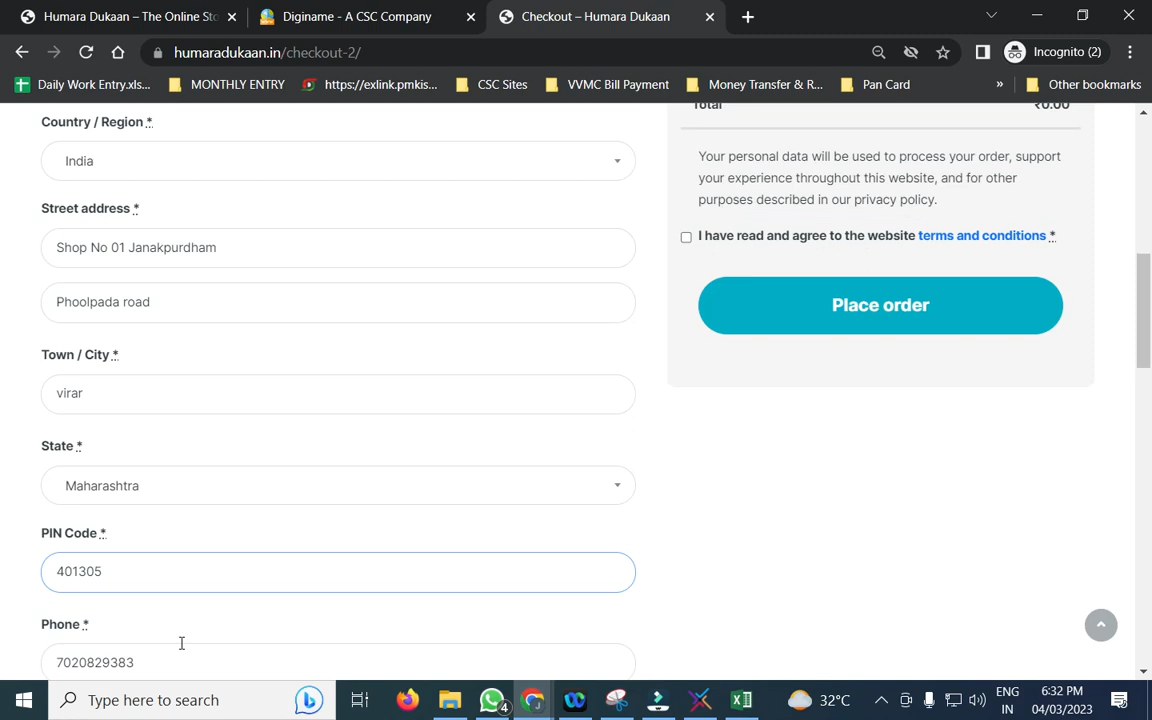 Humara Dukaan – The Online Sto
Diginame - A CSC Company
Checkout – Humara Dukaan
humaradukaan.in/checkout-2/
Incognito (2)
Daily Work Entry.xls...
MONTHLY ENTRY
https://exlink.pmkis...
CSC Sites
VVMC Bill Payment
Money Transfer & R...
Pan Card
»
Other bookmarks
Country / Region *
India
Street address *
Shop No 01 Janakpurdham
Phoolpada road
Town / City *
virar
State *
Maharashtra
PIN Code *
401305
Phone *
7020829383
Total
₹0.00
Your personal data will be used to process your order, support
your experience throughout this website, and for other
purposes described in our privacy policy.
I have read and agree to the website terms and conditions *
Place order
Type here to search
4
32°C
ENG
IN
6:32 PM
04/03/2023